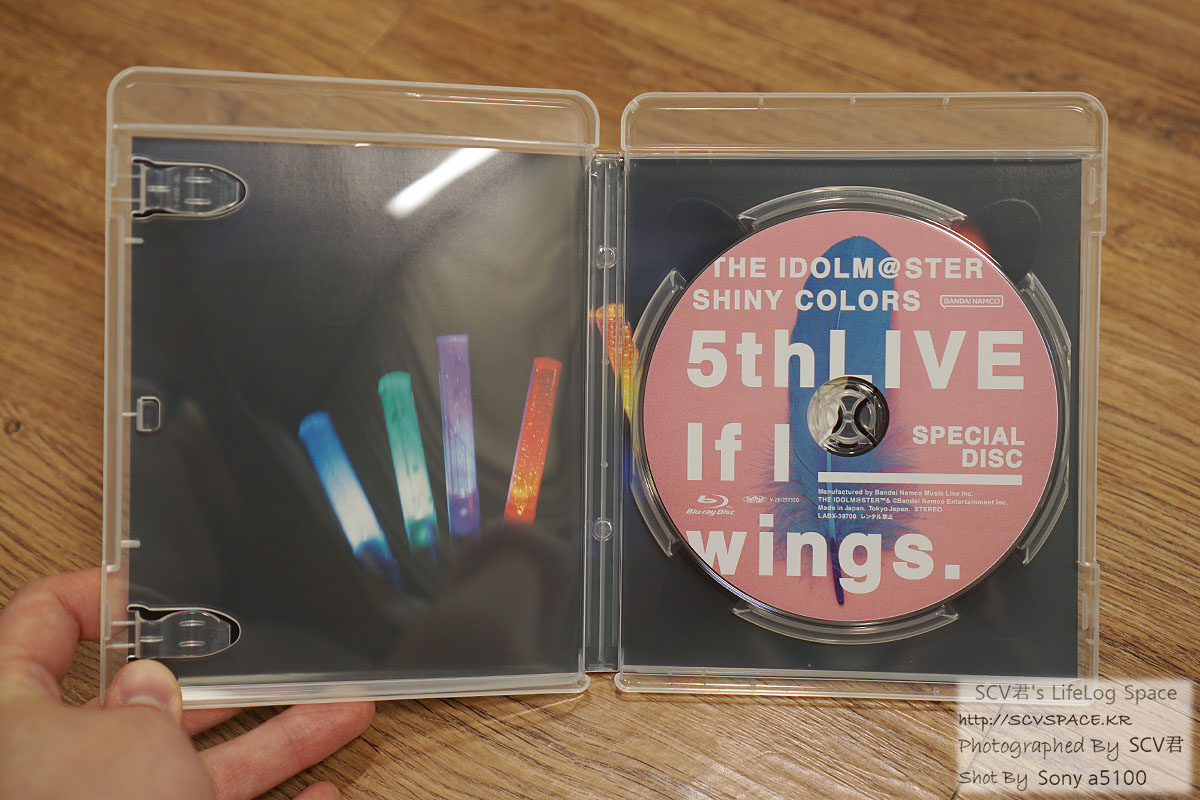 THE IDOLM@STER
SHINY COLORS BANDAI NAMCO
5thLIVE
If I
SPECIAL
DISC
Blu-ray Disc
Manufactured by Bandai Namco Music Live Inc.
THE IDOLM@STER™& ©Bandai Namco Entertainment Inc.
Made in Japan. Tokyo Japan. STEREO
LABX-38708 レンタル禁止
wings.
SCV君's LifeLog Space
http://SCVSPACE.KR
Photographed By SCV君
Shot By Sony a5100